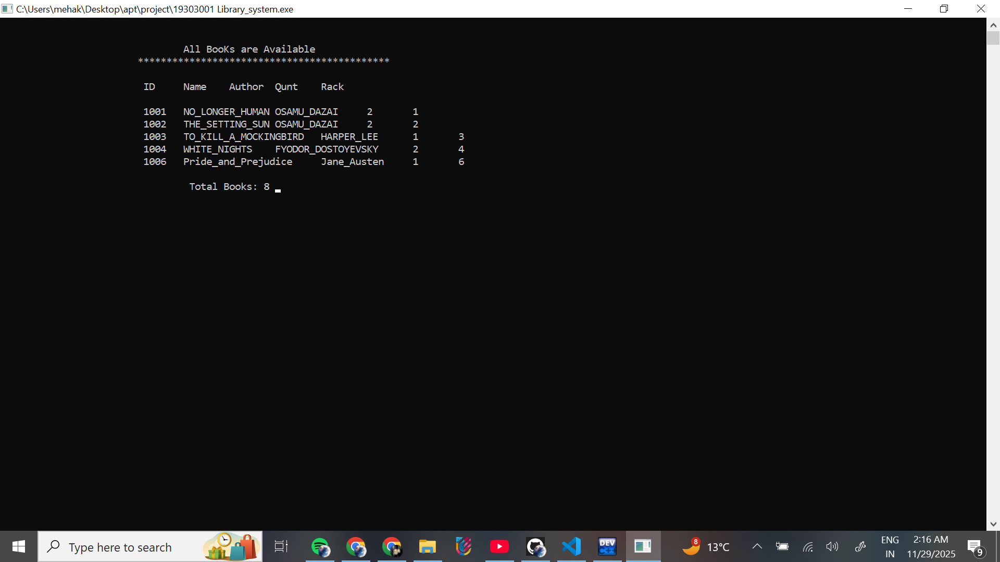 C:\Users\mehak\Desktop\apt\project\19303001 Library_system.exe
All BooKs are Available
********************************************
ID Name Author Qunt Rack
1001 NO_LONGER_HUMAN OSAMU_DAZAI 2 1
1002 THE_SETTING_SUN OSAMU_DAZAI 2 2
1003 TO_KILL_A_MOCKINGBIRD HARPER_LEE 1 3
1004 WHITE_NIGHTS FYODOR_DOSTOYEVSKY 2 4
1006 Pride_and_Prejudice Jane_Austen 1 6
Total Books: 8
Type here to search
DEV
C++
8
13°C
ENG
IN
2:16 AM
11/29/2025
9